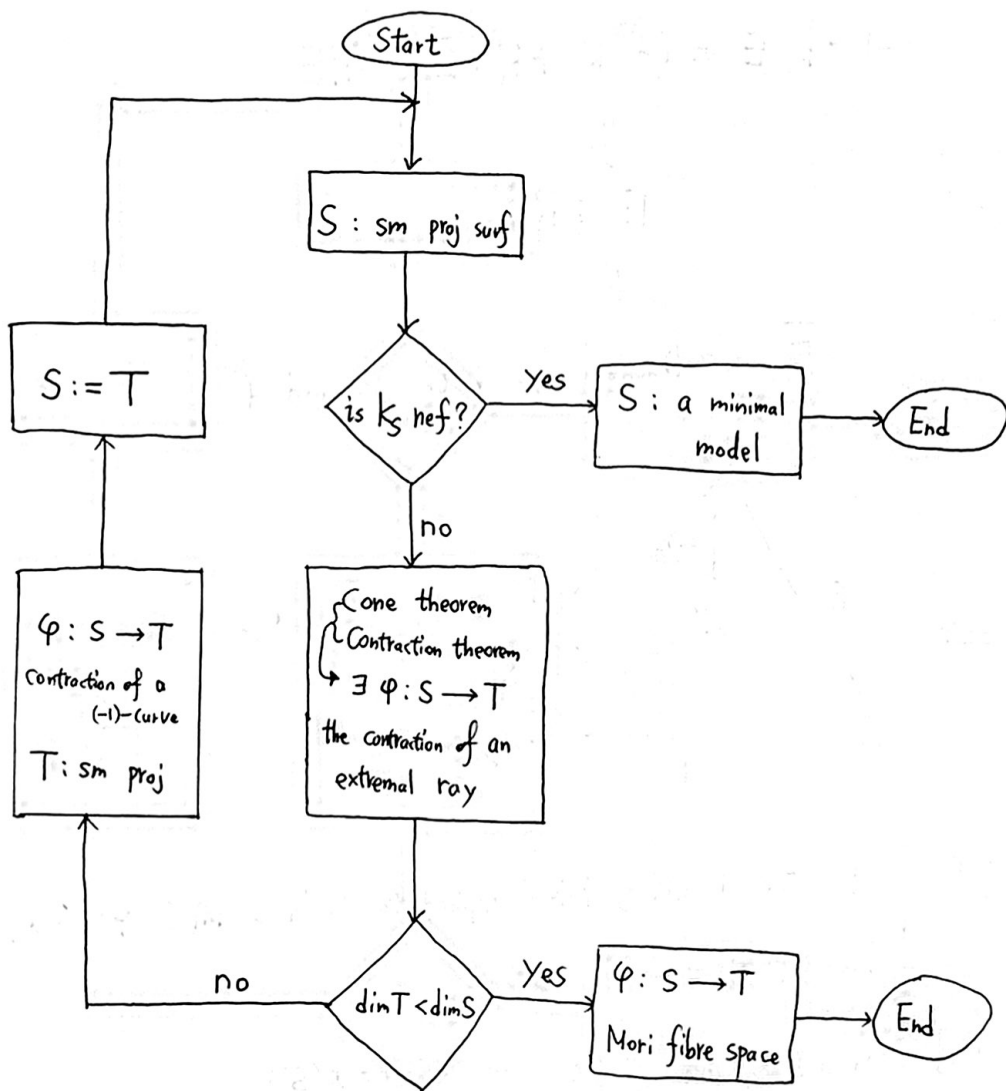 Start
S : sm proj surf
is K_S nef?
Yes
S : a minimal
model
End
no
Cone theorem
Contraction theorem
∃ φ : S → T
the contraction of an
extremal ray
dim T < dim S
Yes
φ : S → T
Mori fibre space
End
no
φ : S → T
contraction of a
(-1)-curve
T : sm proj
S := T